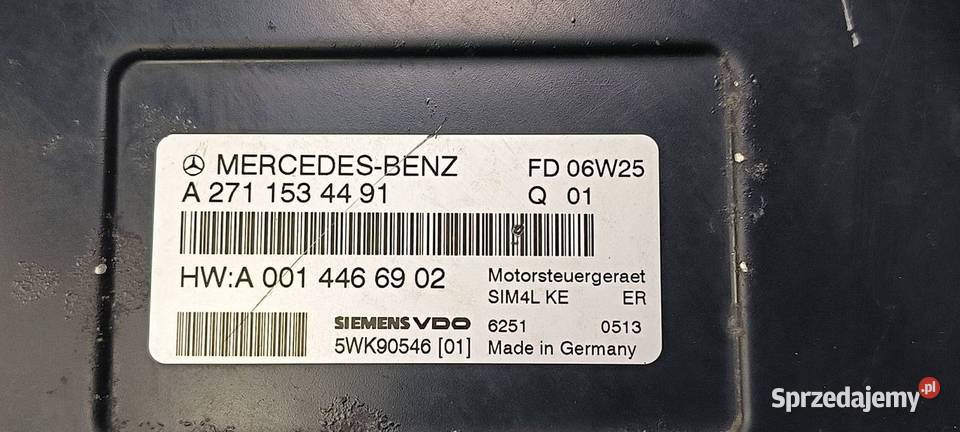 MERCEDES-BENZ FD 06W25
A 271 153 44 91 Q 01
HW:A 001 446 69 02 Motorsteuergeraet
SIM4L KE ER
SIEMENS VDO 6251 0513
5WK90546 [01] Made in Germany
Sprzedajemy.pl